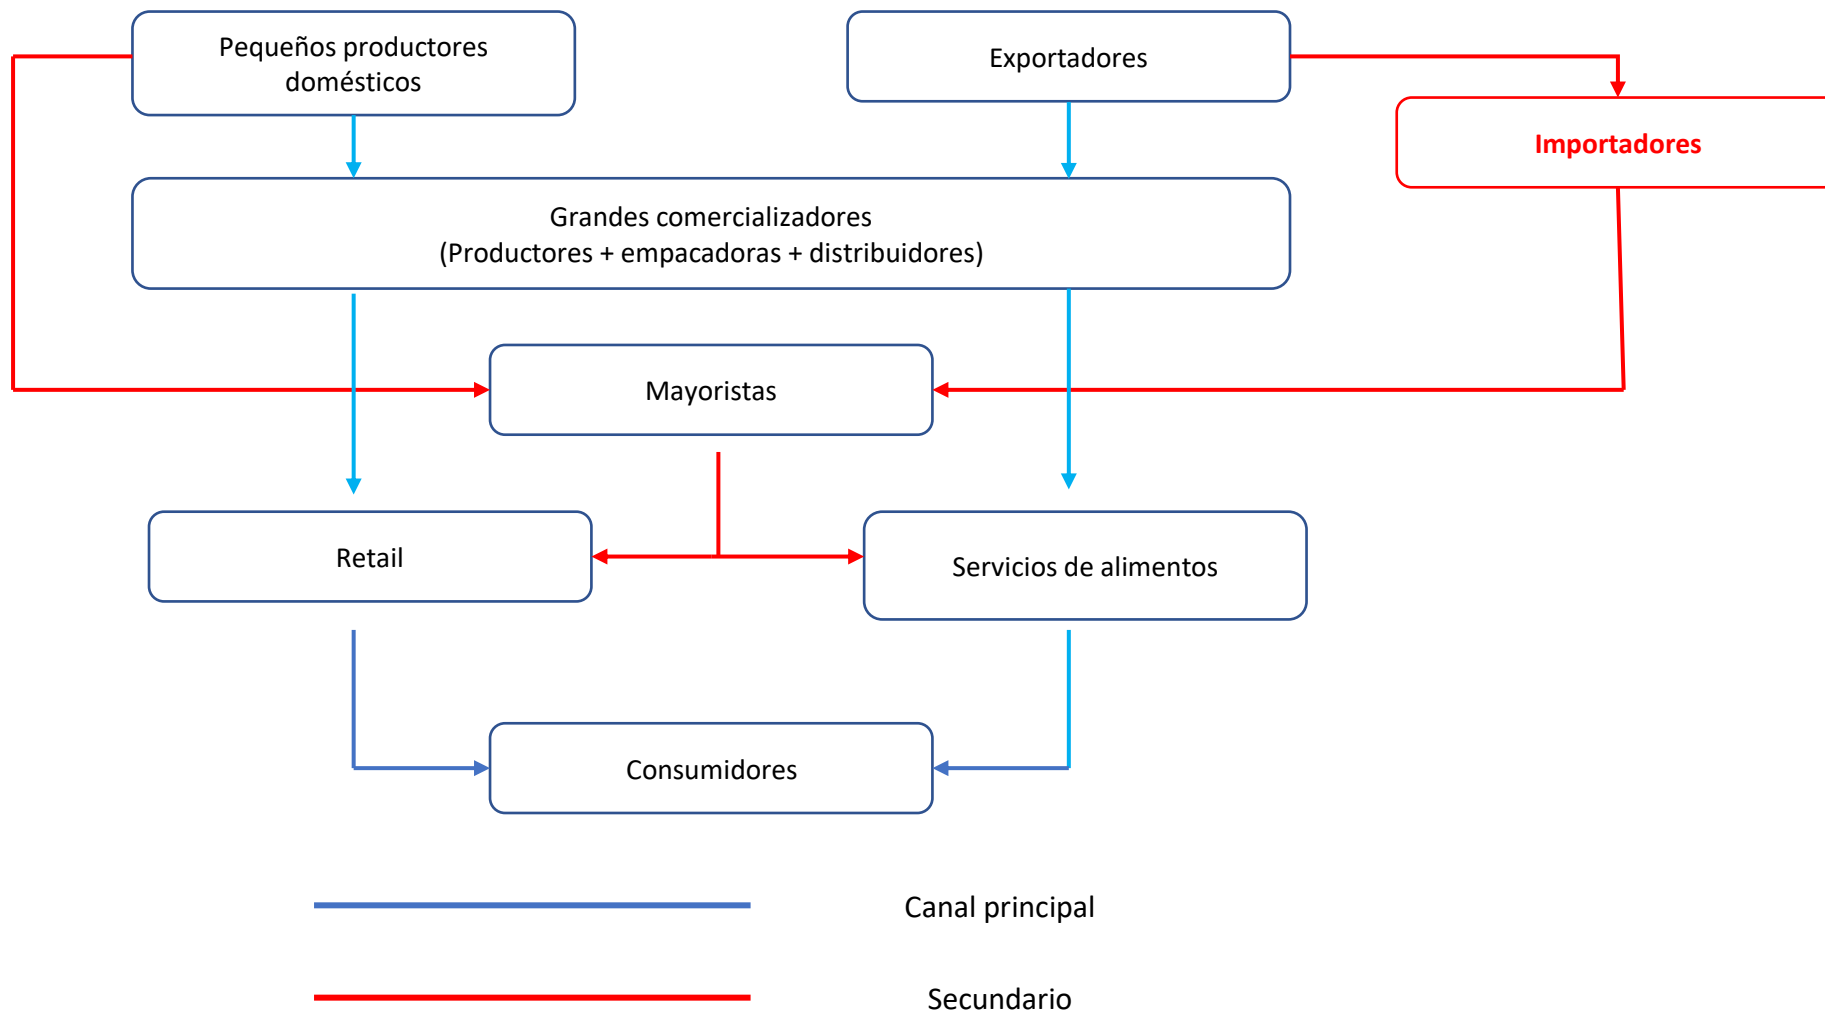 Pequeños productores
domésticos
Exportadores
Importadores
Grandes comercializadores
(Productores + empacadoras + distribuidores)
Mayoristas
Retail
Servicios de alimentos
Consumidores
Canal principal
Secundario